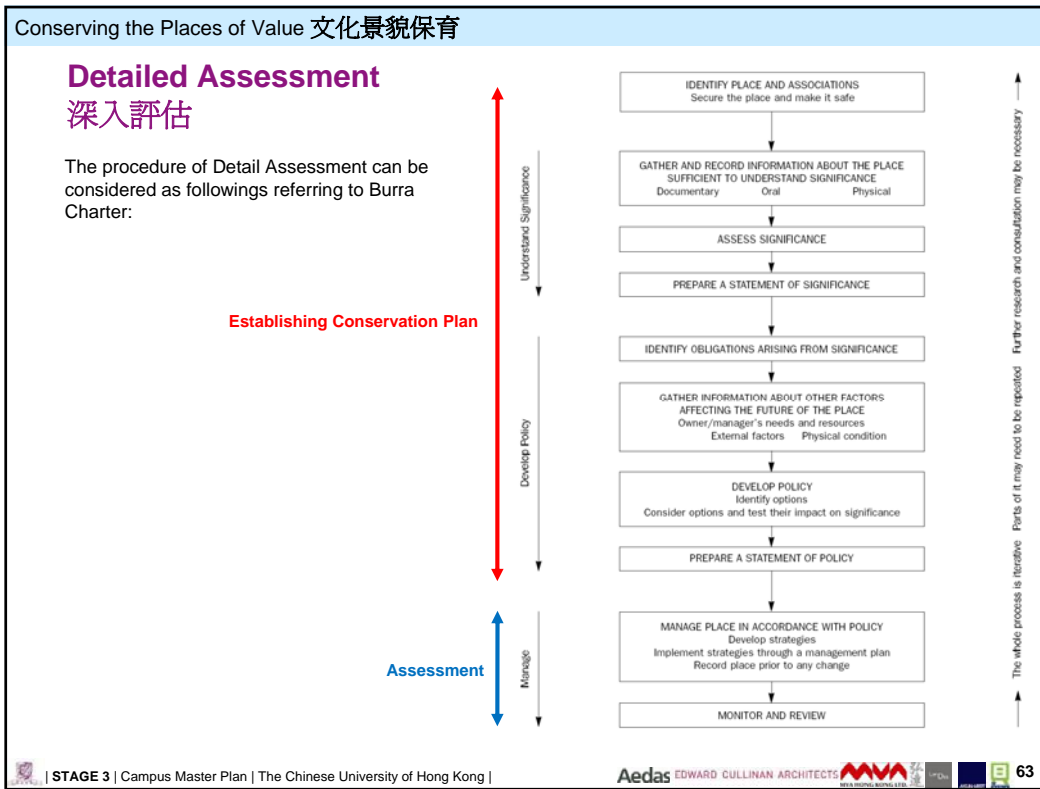 Conserving the Places of Value 文化景貌保育
Detailed Assessment
深入評估
The procedure of Detail Assessment can be
considered as followings referring to Burra
Charter:
Establishing Conservation Plan
Assessment
Understand Significance
Develop Policy
Manage
IDENTIFY PLACE AND ASSOCIATIONS
Secure the place and make it safe
GATHER AND RECORD INFORMATION ABOUT THE PLACE
SUFFICIENT TO UNDERSTAND SIGNIFICANCE
Documentary Oral Physical
ASSESS SIGNIFICANCE
PREPARE A STATEMENT OF SIGNIFICANCE
IDENTIFY OBLIGATIONS ARISING FROM SIGNIFICANCE
GATHER INFORMATION ABOUT OTHER FACTORS
AFFECTING THE FUTURE OF THE PLACE
Owner/manager's needs and resources
External factors Physical condition
DEVELOP POLICY
Identify options
Consider options and test their impact on significance
PREPARE A STATEMENT OF POLICY
MANAGE PLACE IN ACCORDANCE WITH POLICY
Develop strategies
Implement strategies through a management plan
Record place prior to any change
MONITOR AND REVIEW
The whole process is iterative Parts of it may need to be repeated Further research and consultation may be necessary
| STAGE 3 | Campus Master Plan | The Chinese University of Hong Kong |
Aedas EDWARD CULLINAN ARCHITECTS MVA MVA HONG KONG LTD. 弘達
63